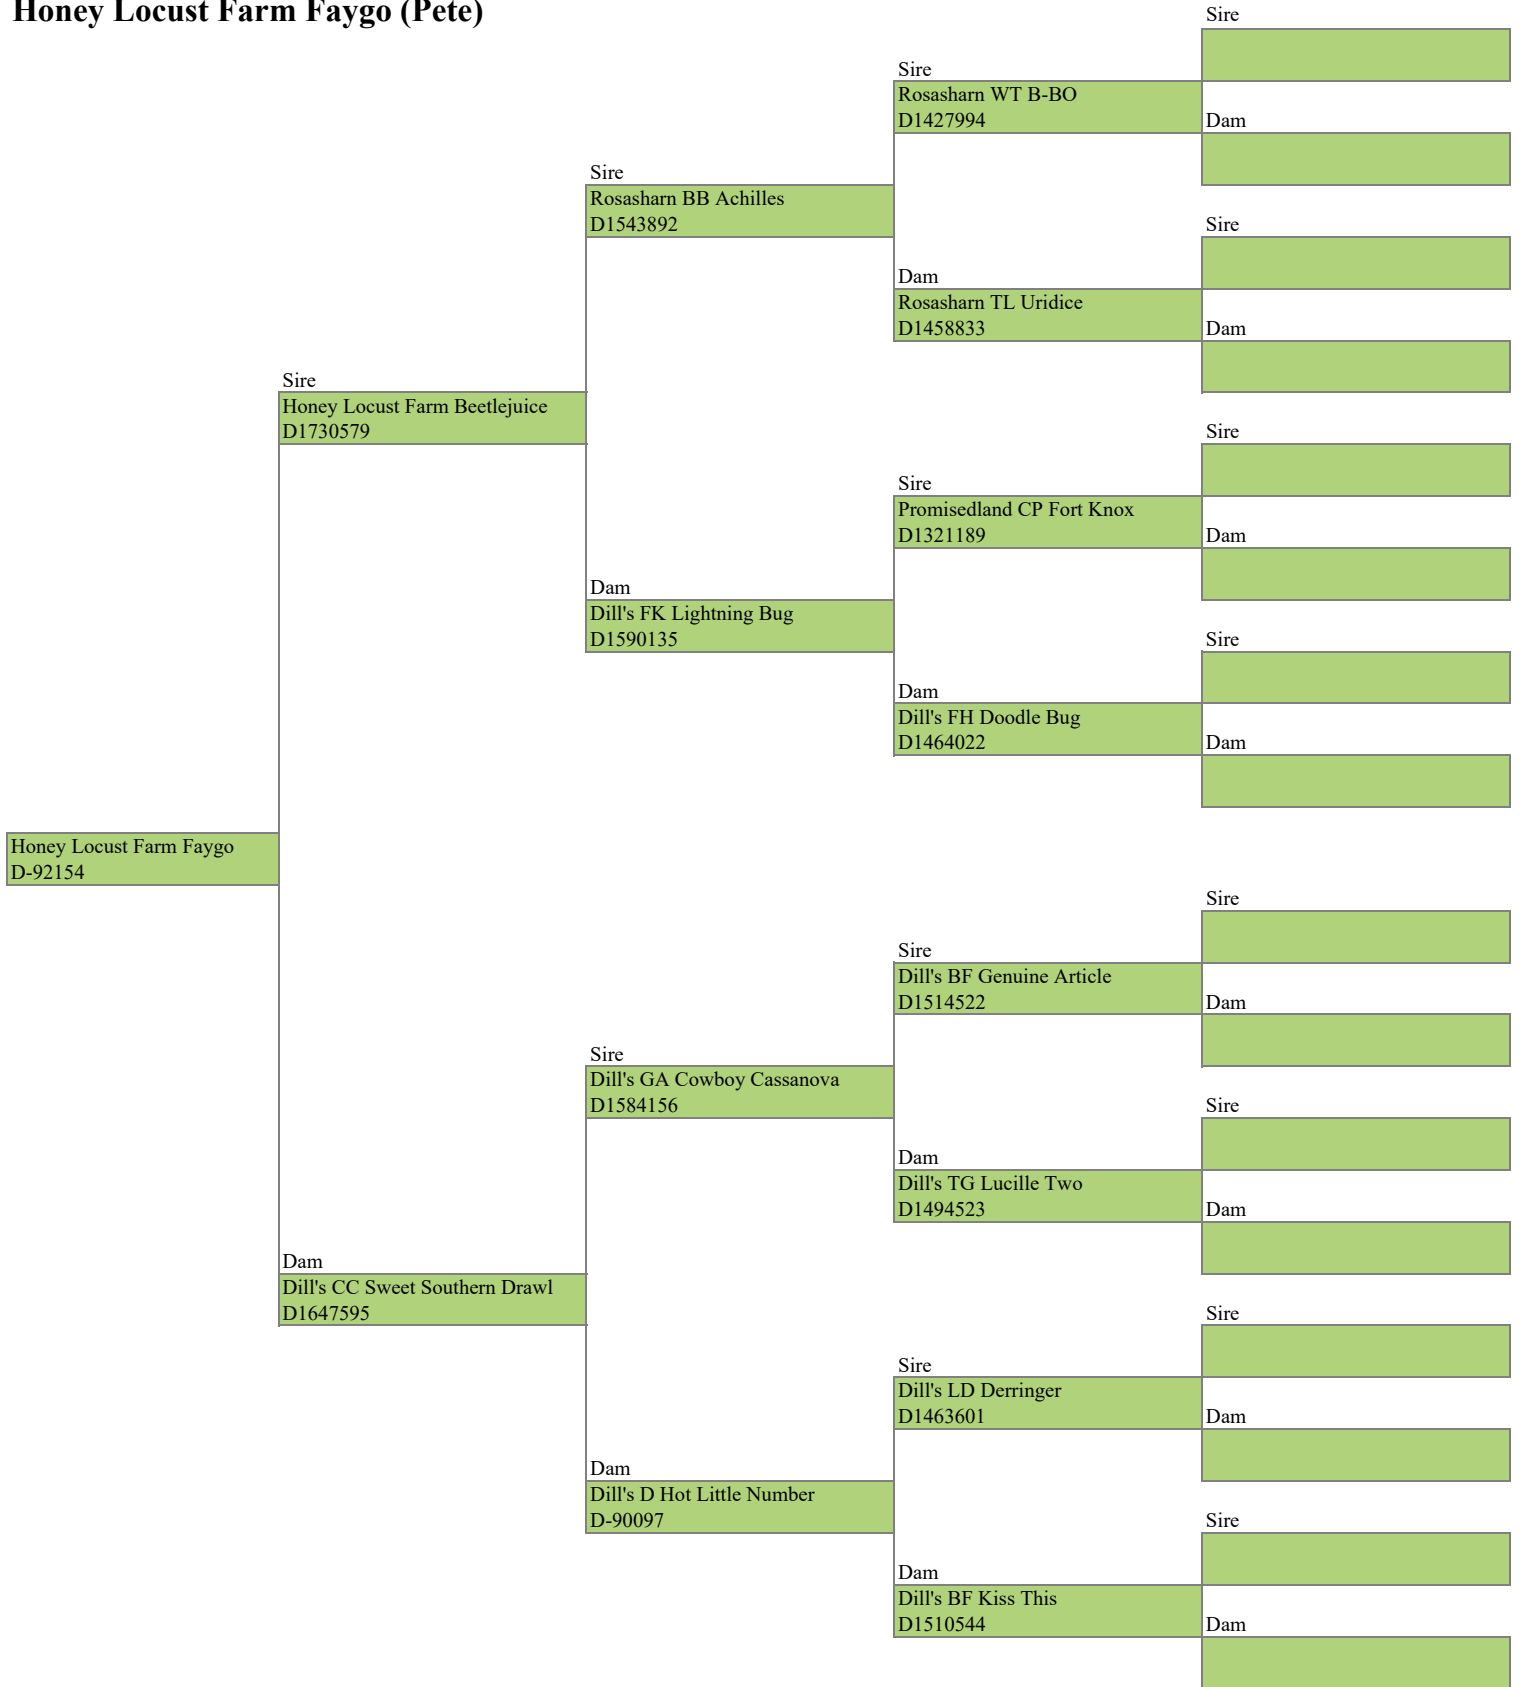 Honey Locust Farm Faygo (Pete)
Sire
Sire
Rosasharn WT B-BO
D1427994
Dam
Sire
Rosasharn BB Achilles
D1543892
Sire
Dam
Rosasharn TL Uridice
D1458833
Dam
Sire
Honey Locust Farm Beetlejuice
D1730579
Sire
Sire
Promisedland CP Fort Knox
D1321189
Dam
Dam
Dill's FK Lightning Bug
D1590135
Sire
Dam
Dill's FH Doodle Bug
D1464022
Dam
Honey Locust Farm Faygo
D-92154
Sire
Sire
Dill's BF Genuine Article
D1514522
Dam
Sire
Dill's GA Cowboy Cassanova
D1584156
Sire
Dam
Dill's TG Lucille Two
D1494523
Dam
Dam
Dill's CC Sweet Southern Drawl
D1647595
Sire
Sire
Dill's LD Derringer
D1463601
Dam
Dam
Dill's D Hot Little Number
D-90097
Sire
Dam
Dill's BF Kiss This
D1510544
Dam